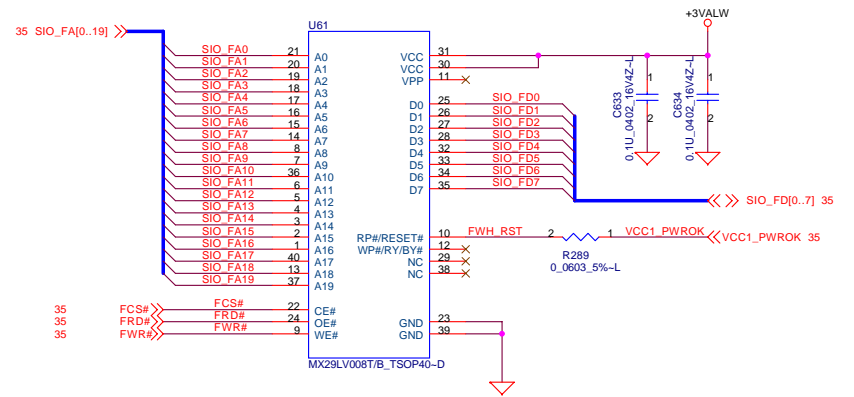 +3VALW
U61
35 SIO_FA[0..19]
SIO_FA0 21 A0 VCC 31
SIO_FA1 20 A1 VCC 30
SIO_FA2 19 A2 VPP 11
SIO_FA3 18 A3
SIO_FA4 17 A4 D0 25 SIO_FD0
SIO_FA5 16 A5 D1 26 SIO_FD1
SIO_FA6 15 A6 D2 27 SIO_FD2
SIO_FA7 14 A7 D3 28 SIO_FD3
SIO_FA8 8 A8 D4 32 SIO_FD4
SIO_FA9 7 A9 D5 33 SIO_FD5
SIO_FA10 36 A10 D6 34 SIO_FD6
SIO_FA11 6 A11 D7 35 SIO_FD7
SIO_FA12 5 A12
SIO_FA13 4 A13
SIO_FA14 3 A14
SIO_FA15 2 A15 RP#/RESET# 10 FWH_RST 2 1 VCC1_PWROK VCC1_PWROK 35
SIO_FA16 1 A16 WP#/RY/BY# 12
SIO_FA17 40 A17 NC 29
SIO_FA18 13 A18 NC 38
SIO_FA19 37 A19
R289
0_0603_5%~L
C633
0.1U_0402_16V4Z~L
1
2
C634
0.1U_0402_16V4Z~L
1
2
SIO_FD[0..7] 35
35 FCS# FCS# 22 CE#
35 FRD# FRD# 24 OE# GND 23
35 FWR# FWR# 9 WE# GND 39
MX29LV008T/B_TSOP40~D